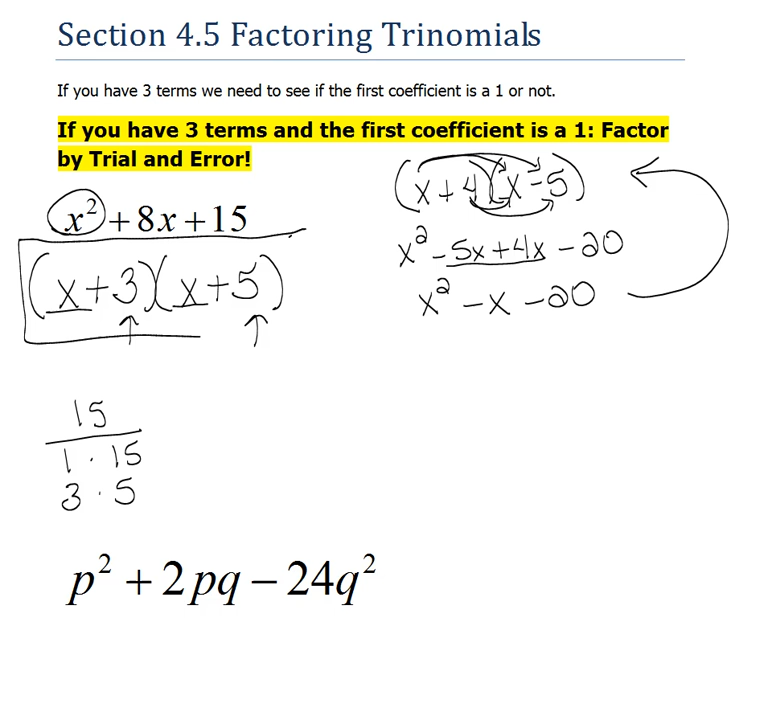 Section 4.5 Factoring Trinomials
If you have 3 terms we need to see if the first coefficient is a 1 or not.
If you have 3 terms and the first coefficient is a 1: Factor
by Trial and Error!
x² + 8x + 15
(x+3)(x+5)
15
1 · 15
3 · 5
(x+4)(x-5)
x² - 5x + 4x - 20
x² - x - 20
p² + 2pq - 24q²